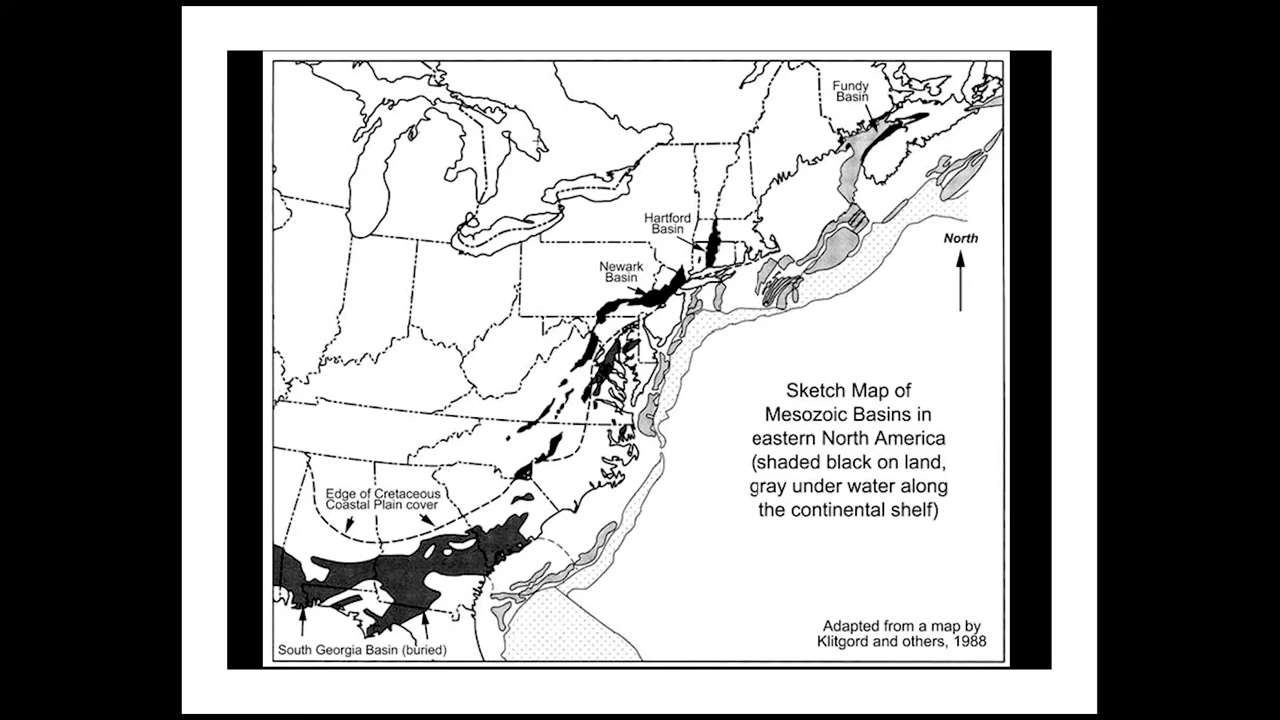 Fundy
Basin
Hartford
Basin
North
Newark
Basin
Sketch Map of
Mesozoic Basins in
eastern North America
(shaded black on land,
gray under water along
the continental shelf)
Edge of Cretaceous
Coastal Plain cover
Adapted from a map by
Klitgord and others, 1988
South Georgia Basin (buried)